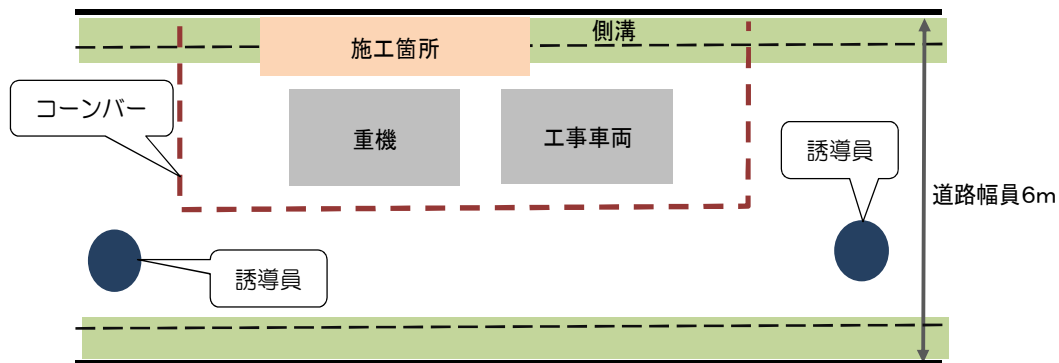 側溝
施工箇所
コーンバー
重機
工事車両
誘導員
道路幅員6m
誘導員